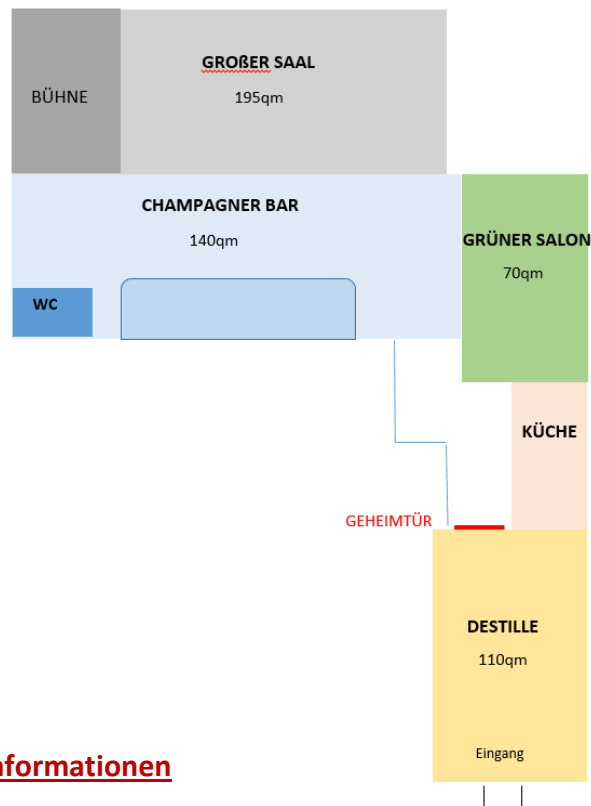 GROßER SAAL
BÜHNE
195qm
CHAMPAGNER BAR
140qm
GRÜNER SALON
70qm
WC
KÜCHE
GEHEIMTÜR
DESTILLE
110qm
Eingang
nformationen